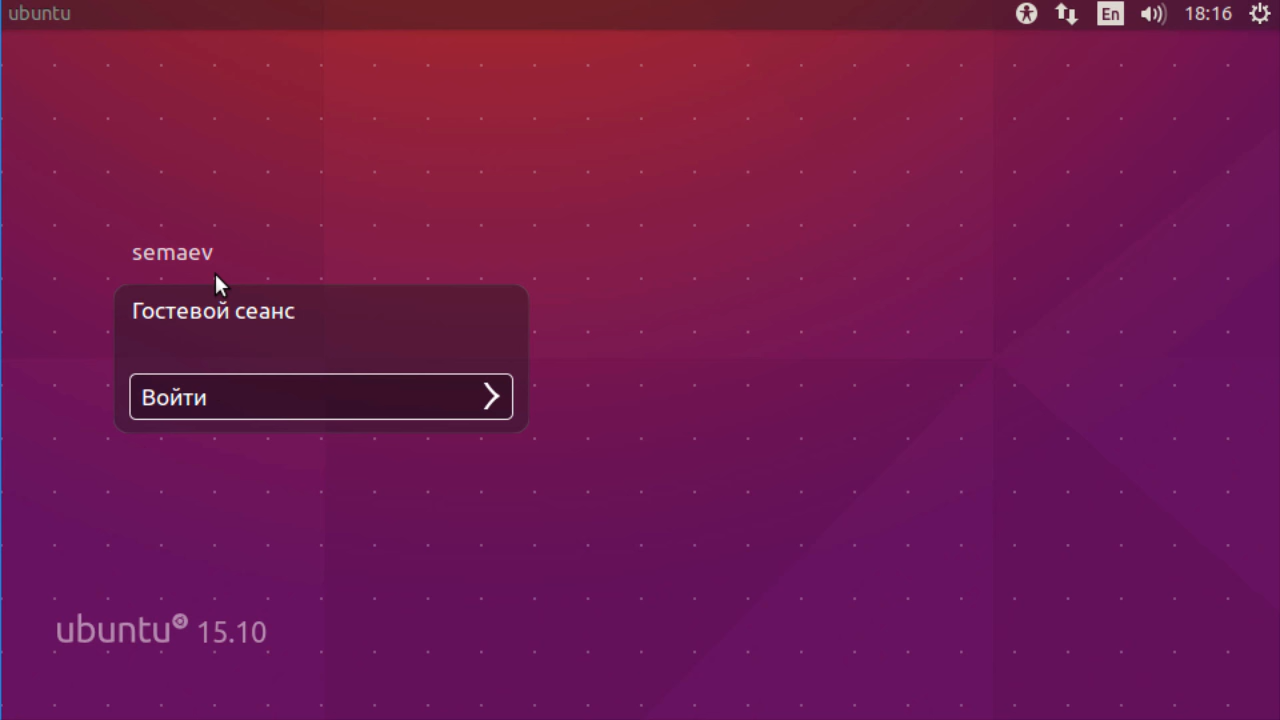 ubuntu
En
18:16
semaev
Гостевой сеанс
Войти
ubuntu 15.10